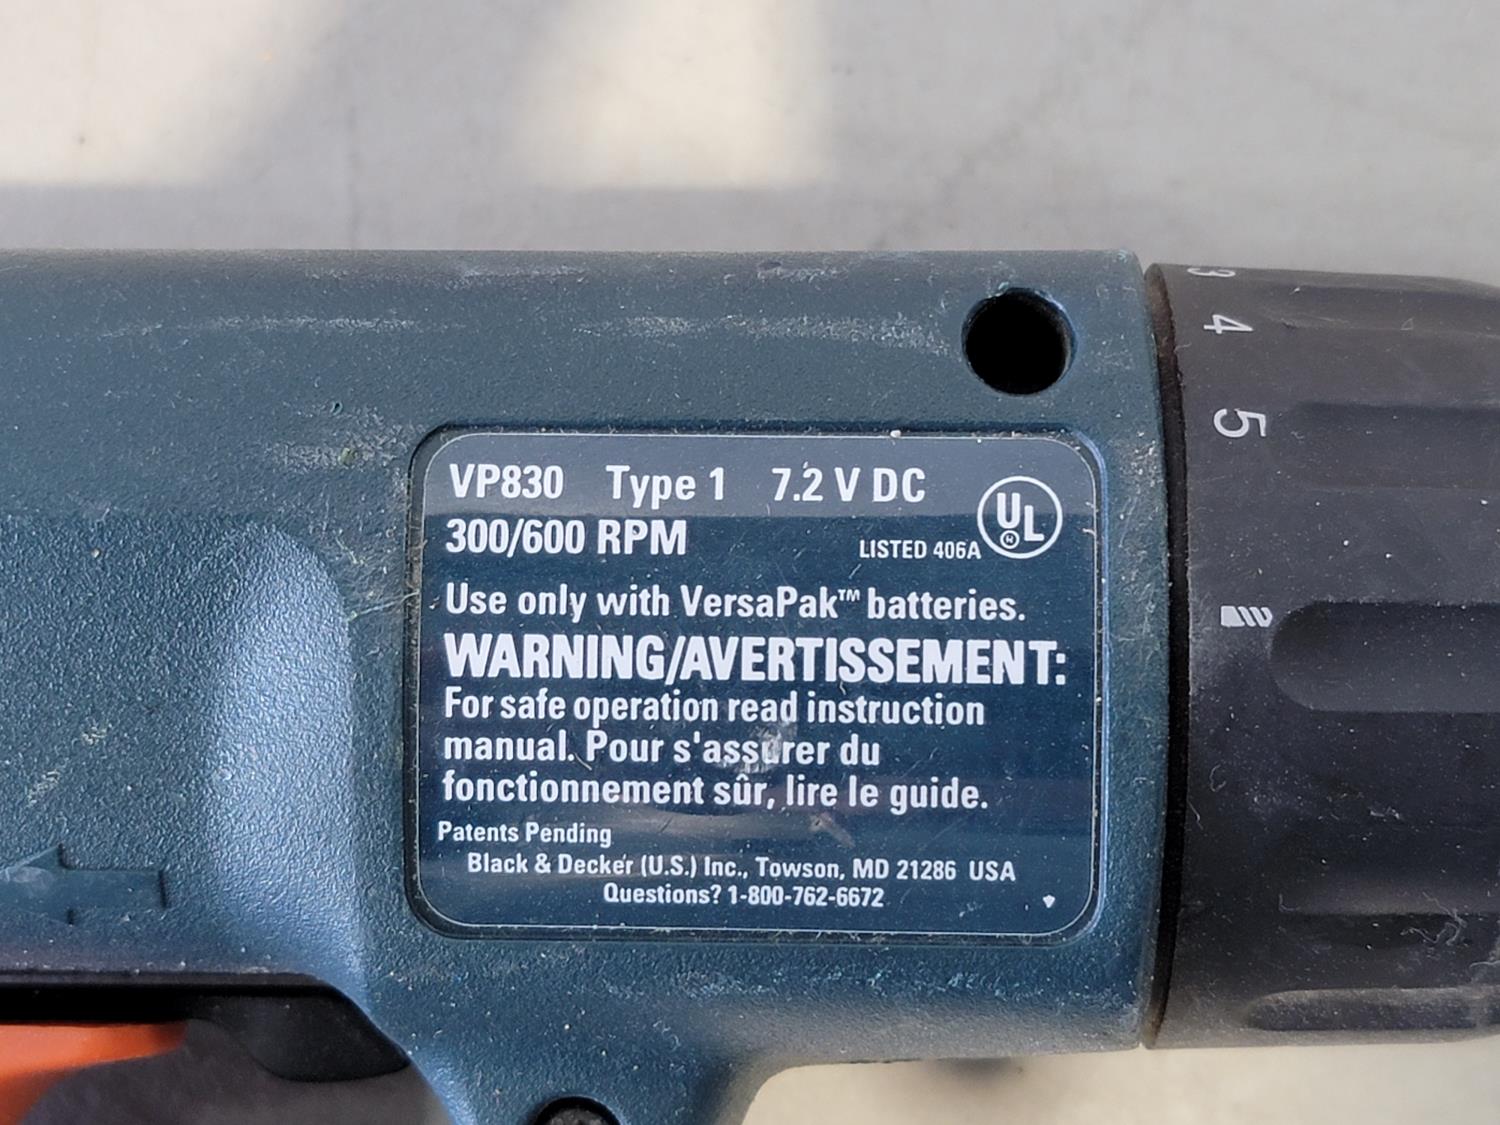 VP830 Type 1 7.2 V DC
300/600 RPM
LISTED 406A
UL
Use only with VersaPak™ batteries.
WARNING/AVERTISSEMENT:
For safe operation read instruction
manual. Pour s'assurer du
fonctionnement sûr, lire le guide.
Patents Pending
Black & Decker (U.S.) Inc., Towson, MD 21286 USA
Questions? 1-800-762-6672
3
4
5